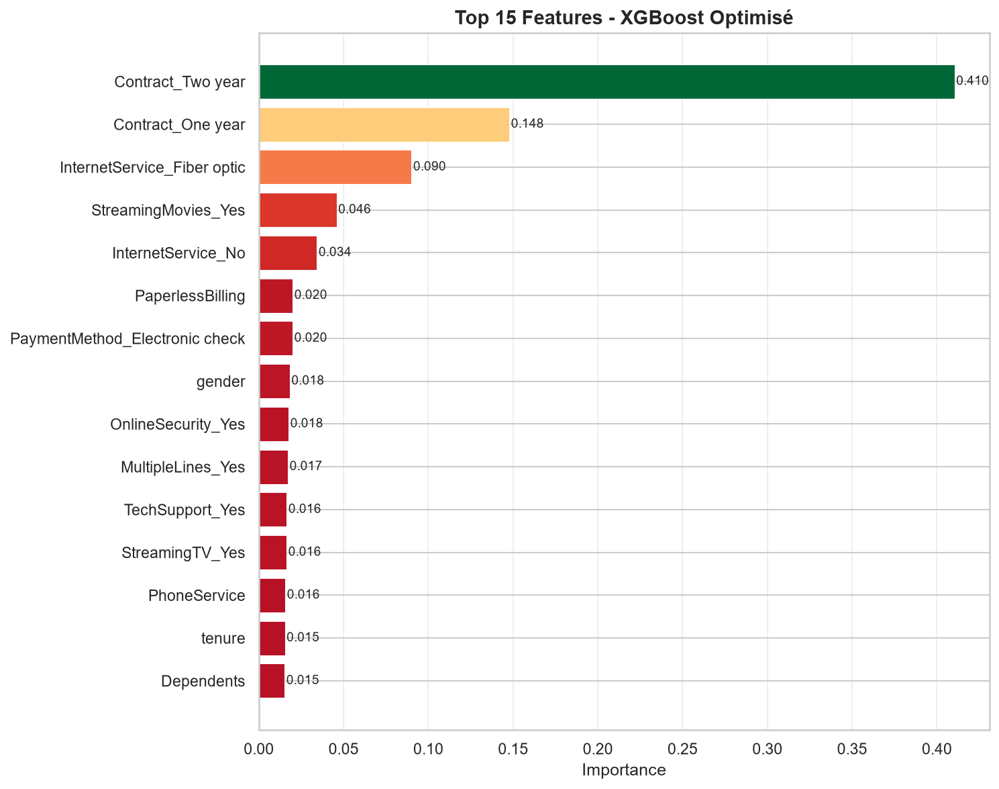 Top 15 Features - XGBoost Optimisé
Contract_Two year 0.410
Contract_One year 0.148
InternetService_Fiber optic 0.090
StreamingMovies_Yes 0.046
InternetService_No 0.034
PaperlessBilling 0.020
PaymentMethod_Electronic check 0.020
gender 0.018
OnlineSecurity_Yes 0.018
MultipleLines_Yes 0.017
TechSupport_Yes 0.016
StreamingTV_Yes 0.016
PhoneService 0.016
tenure 0.015
Dependents 0.015
0.00 0.05 0.10 0.15 0.20 0.25 0.30 0.35 0.40
Importance